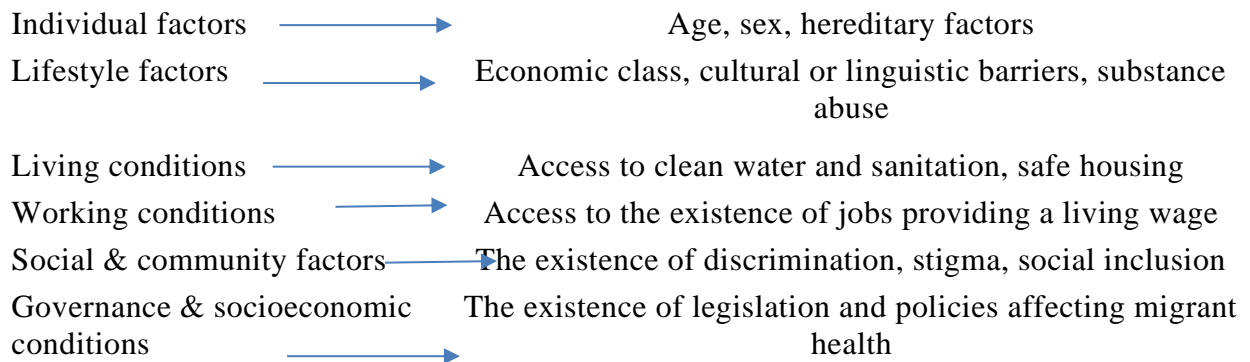 Individual factors Age, sex, hereditary factors
Lifestyle factors Economic class, cultural or linguistic barriers, substance
abuse
Living conditions Access to clean water and sanitation, safe housing
Working conditions Access to the existence of jobs providing a living wage
Social & community factors The existence of discrimination, stigma, social inclusion
Governance & socioeconomic The existence of legislation and policies affecting migrant
conditions health